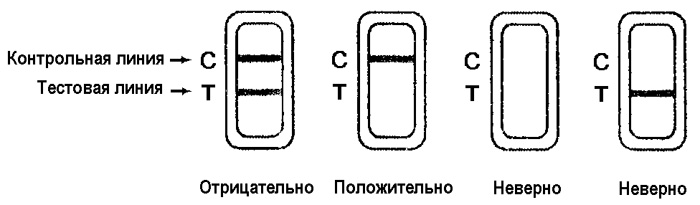 Контрольная линия → C C C C
Тестовая линия → T T T T
Отрицательно Положительно Неверно Неверно